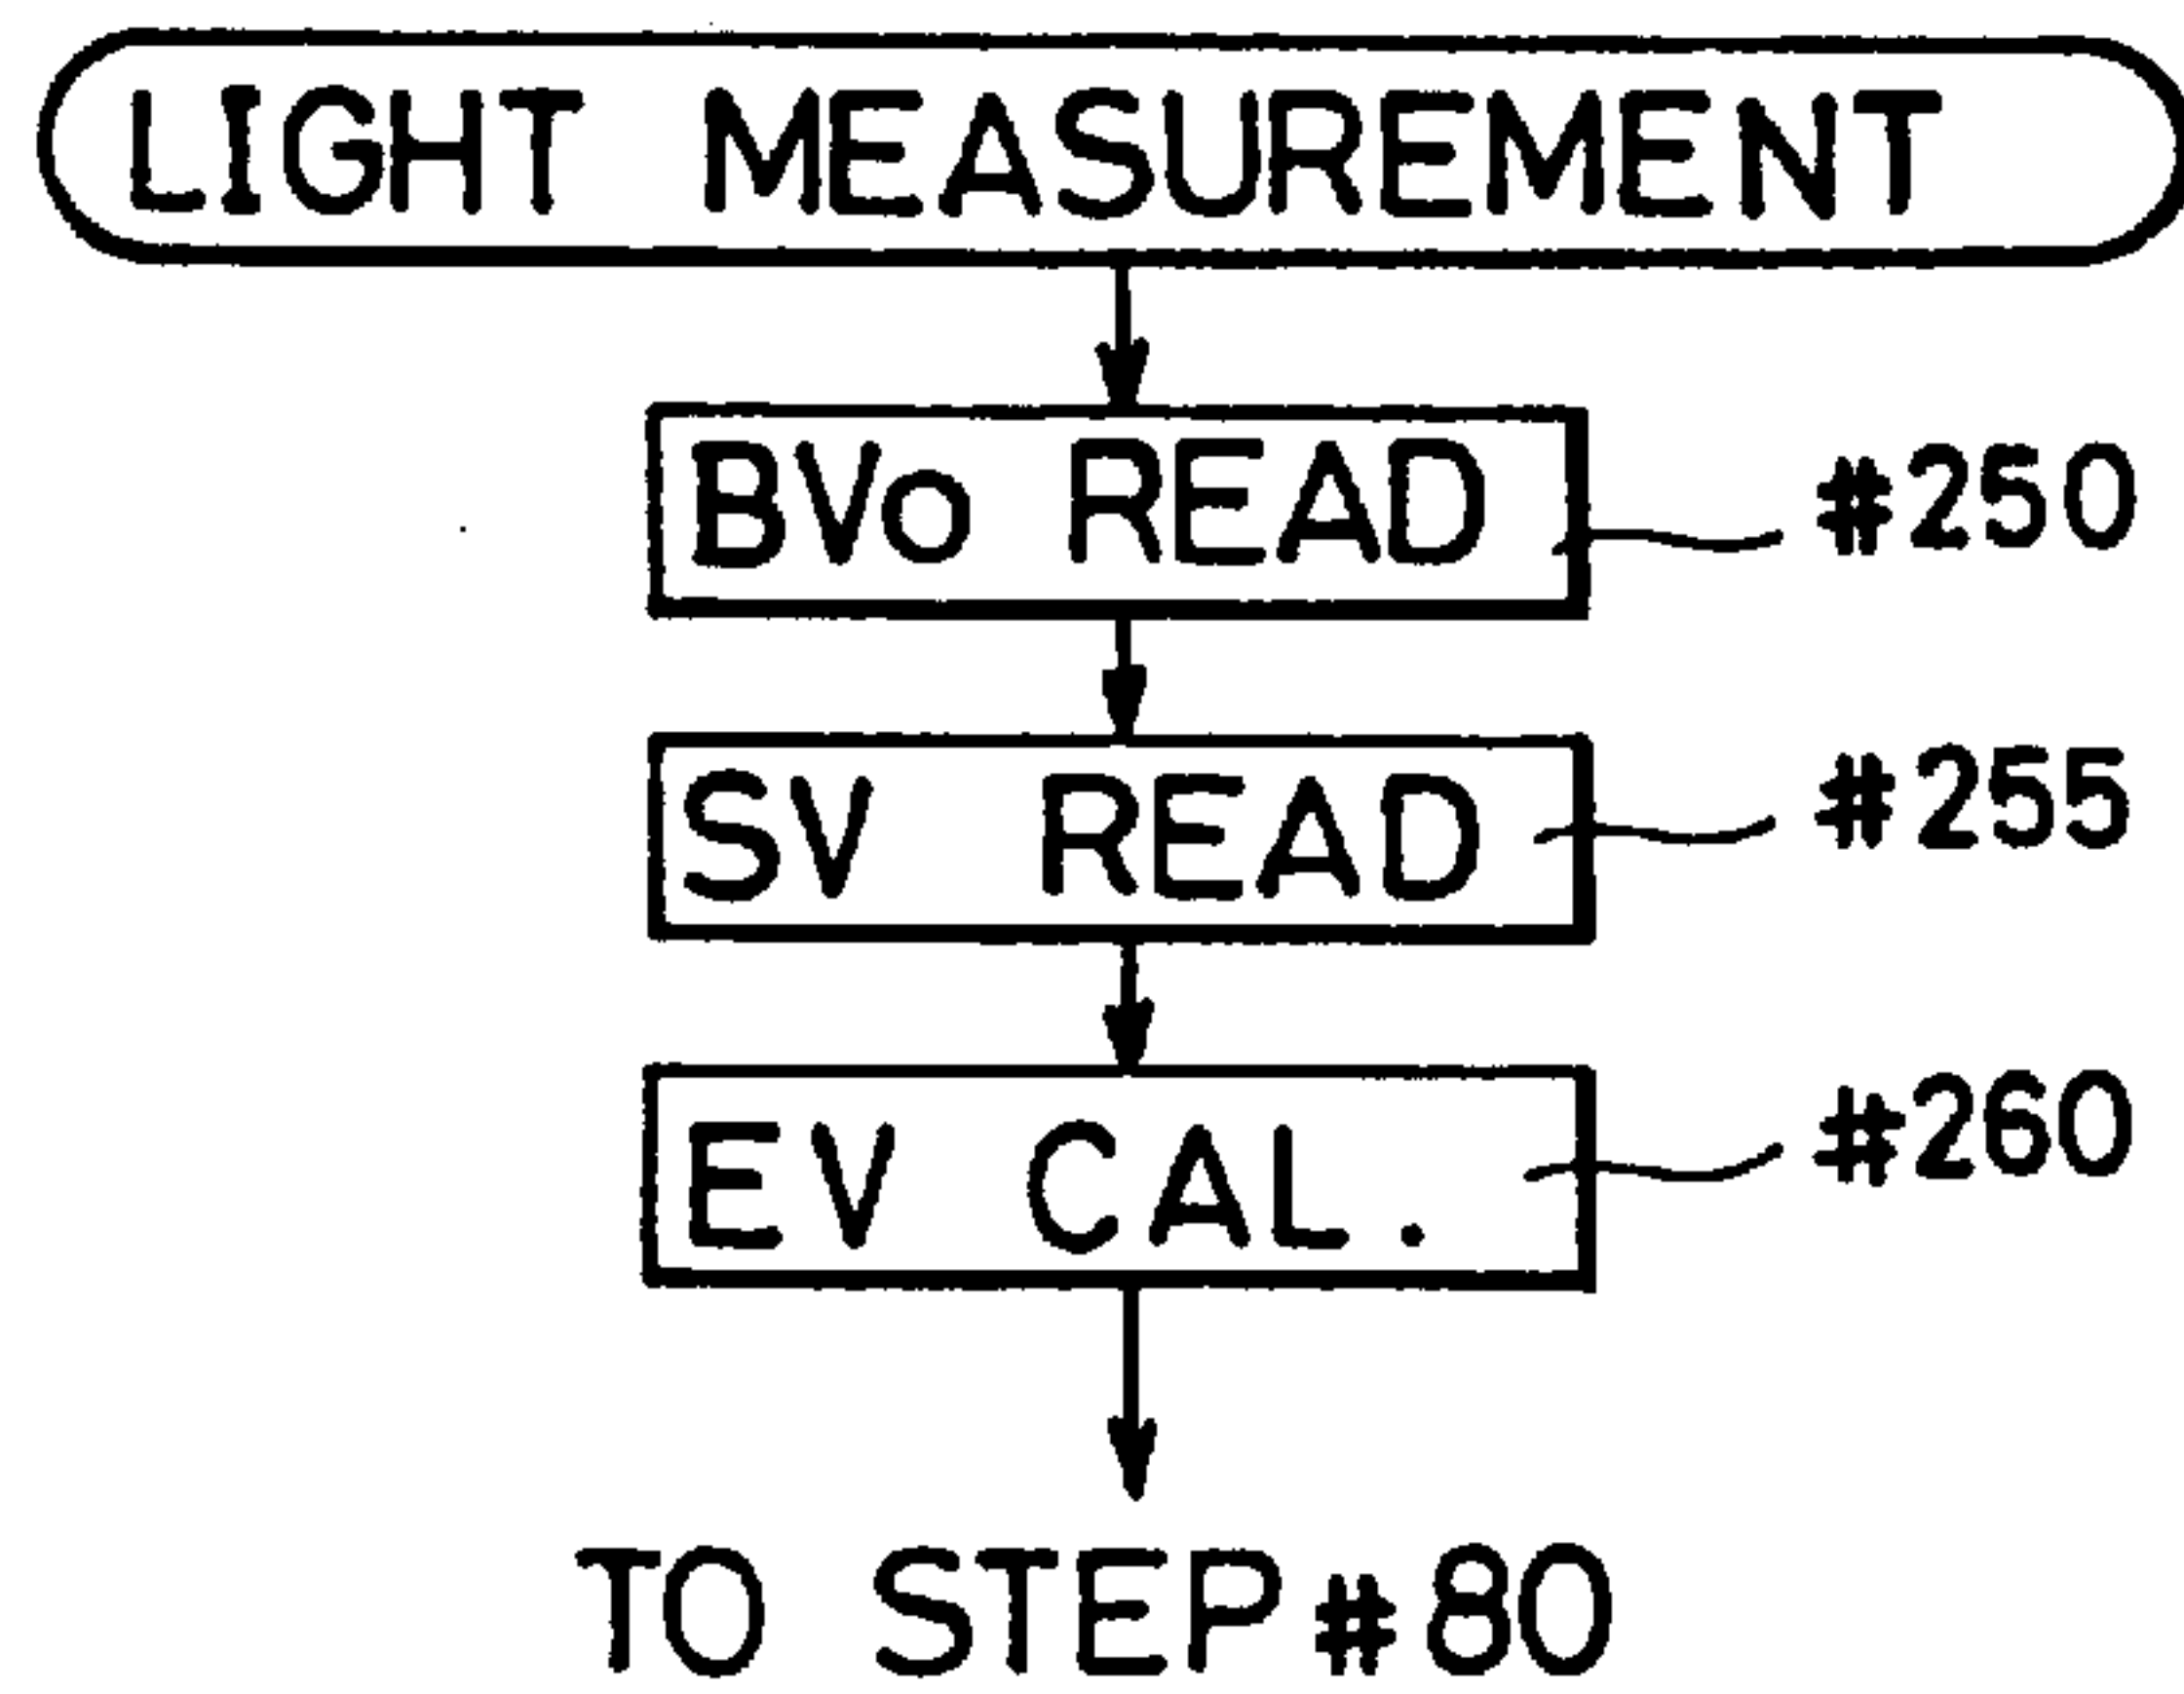 LIGHT MEASUREMENT
BVo READ #250
SV READ #255
EV CAL. #260
TO STEP #80